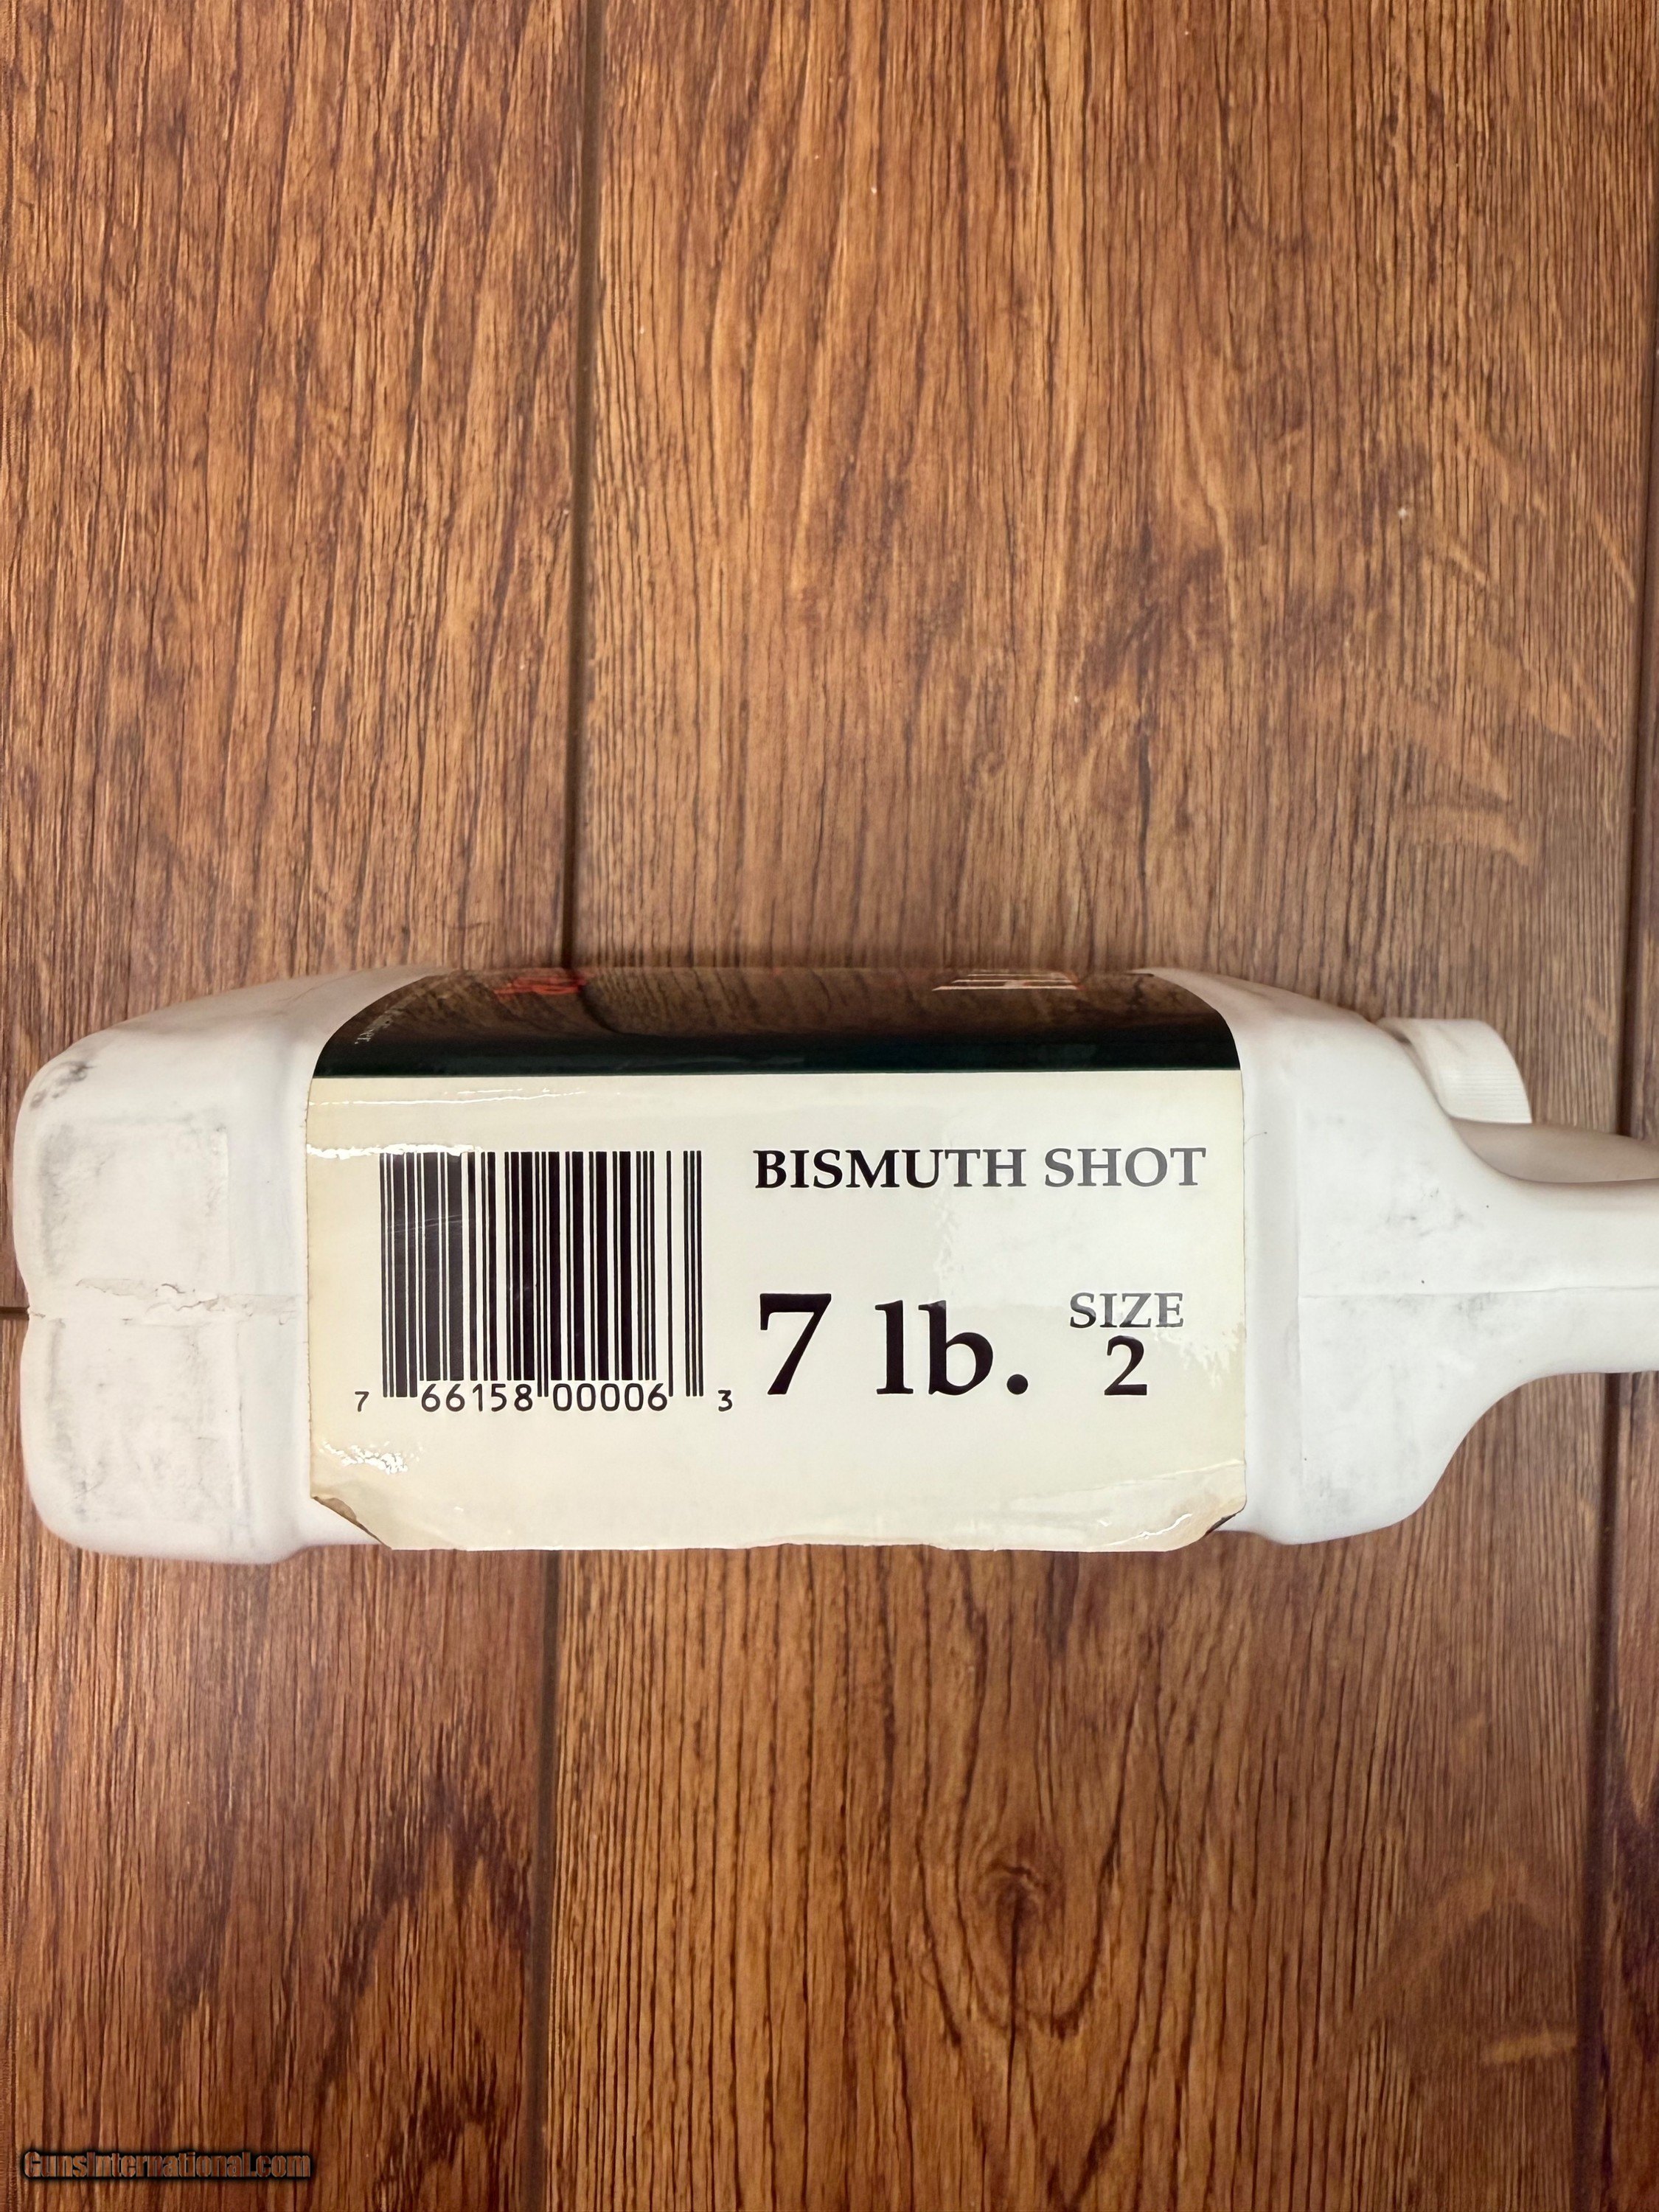 BISMUTH SHOT
7 lb.
SIZE
2
7 66158 00006 3
GunsInternational.com